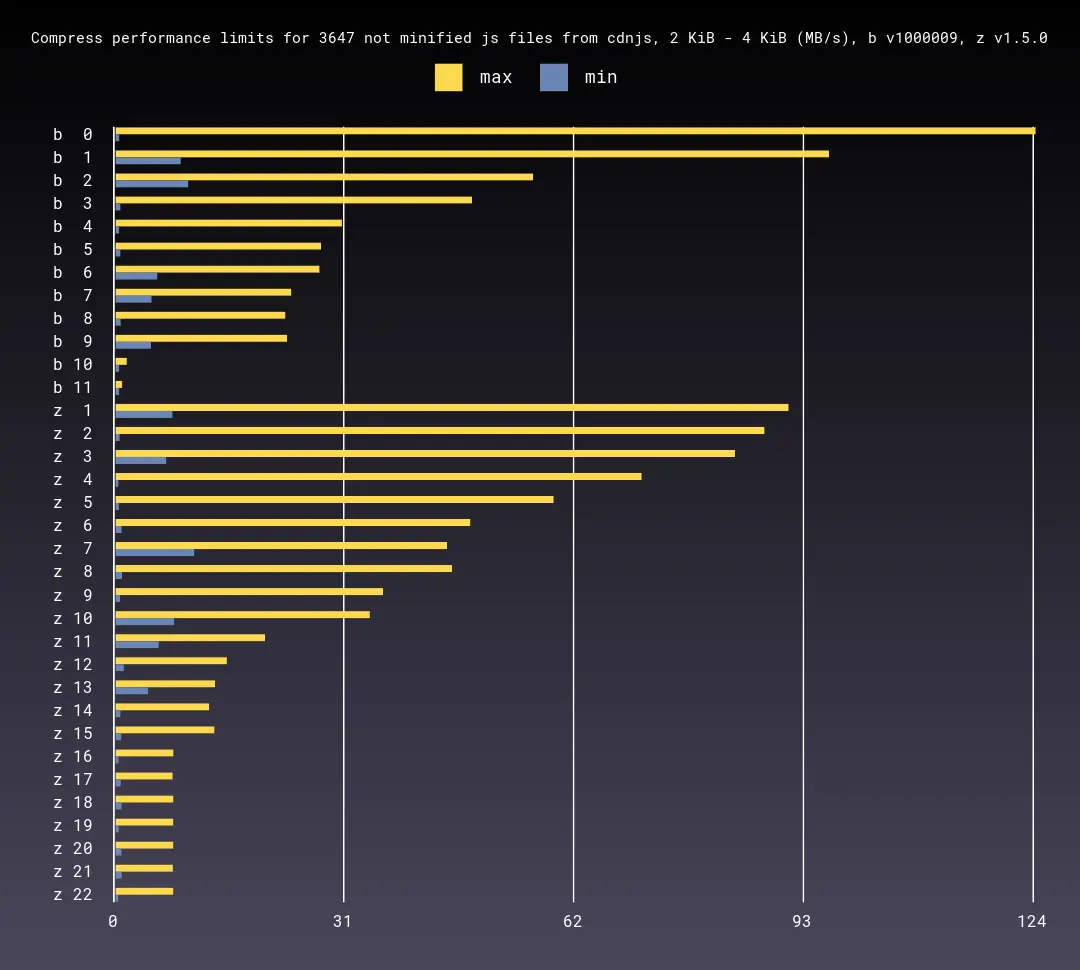 Compress performance limits for 3647 not minified js files from cdnjs, 2 KiB - 4 KiB (MB/s), b v1000009, z v1.5.0
max min
b 0
b 1
b 2
b 3
b 4
b 5
b 6
b 7
b 8
b 9
b 10
b 11
z 1
z 2
z 3
z 4
z 5
z 6
z 7
z 8
z 9
z 10
z 11
z 12
z 13
z 14
z 15
z 16
z 17
z 18
z 19
z 20
z 21
z 22
0 31 62 93 124